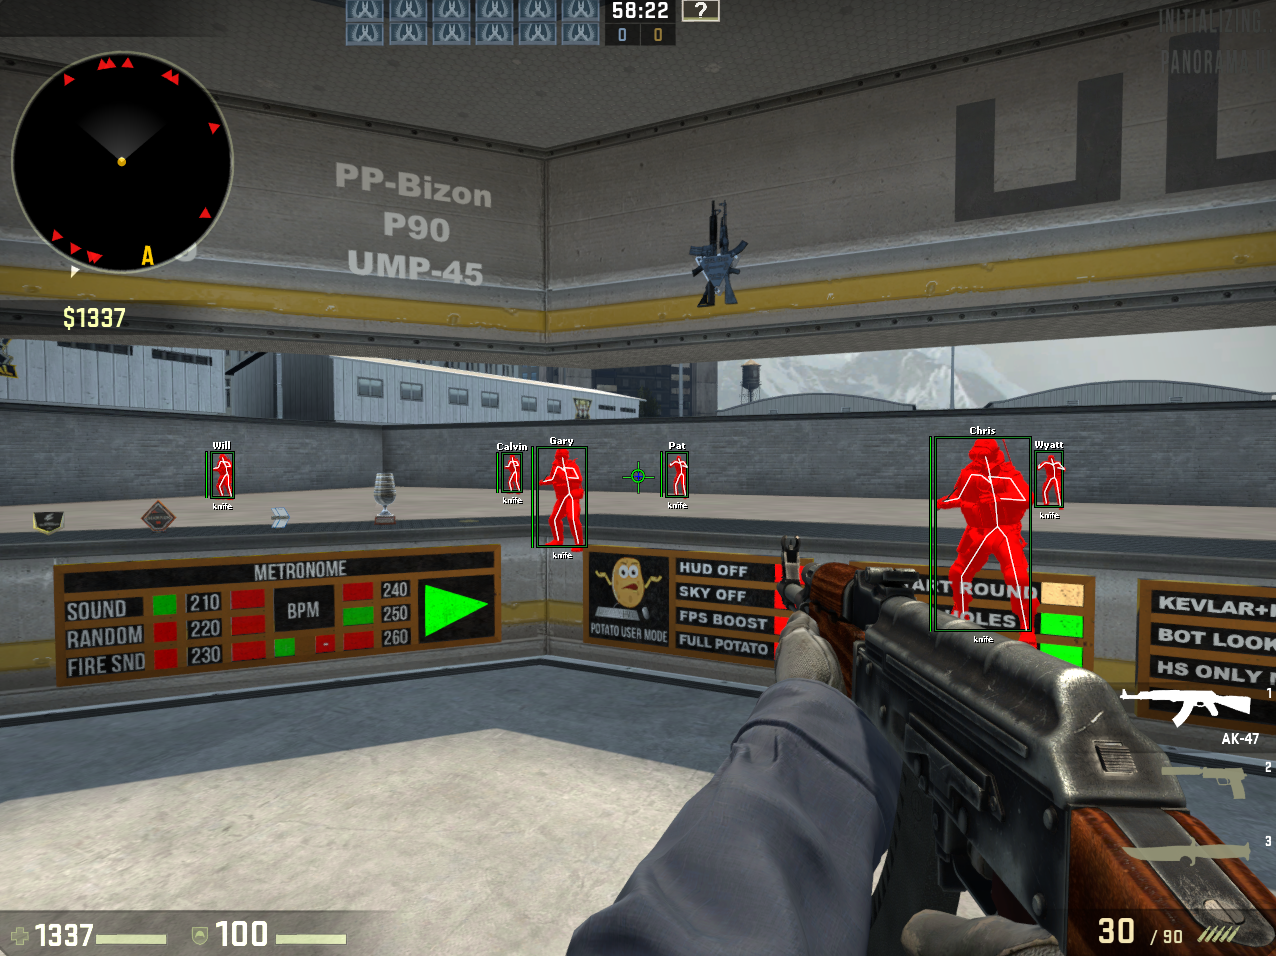 58:22
?
0 0
INITIALIZING...
PANORAMA UI
PP-Bizon
P90
UMP-45
A
$1337
Will
knife
Calvin
knife
Gary
knife
Pat
knife
Chris
knife
Wyatt
knife
METRONOME
SOUND
RANDOM
FIRE SND
210
220
230
BPM
240
250
260
POTATO USER MODE
HUD OFF
SKY OFF
FPS BOOST
FULL POTATO
ART ROUND
HOLES
KEVLAR+
BOT LOOK
HS ONLY
1
AK-47
2
3
1337
100
30 / 90